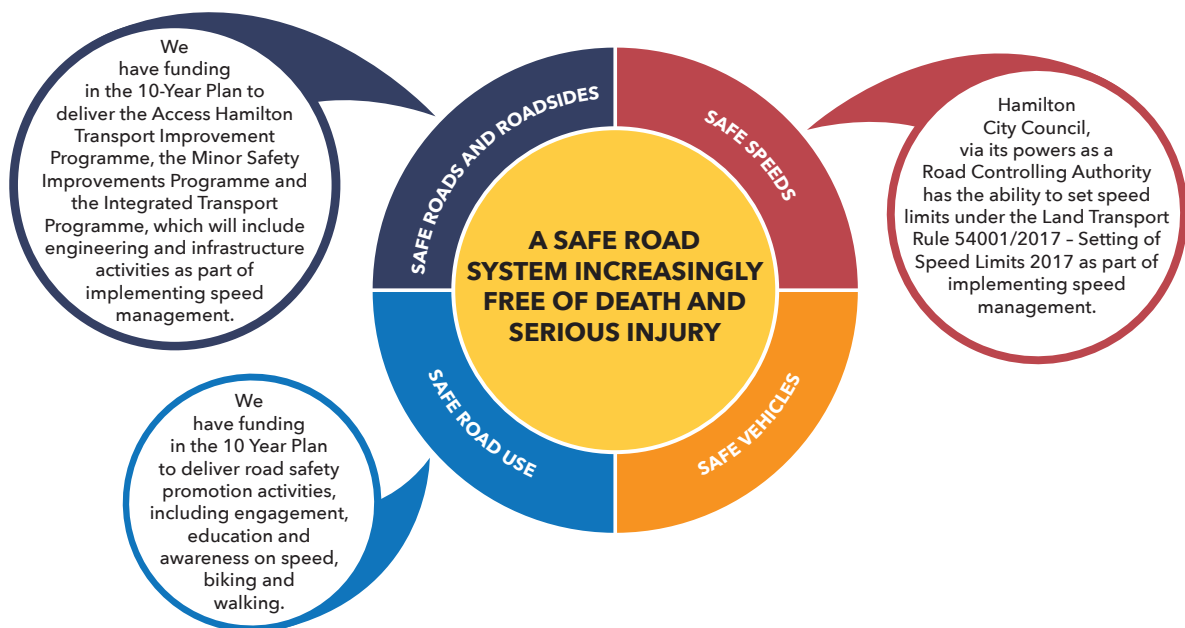 We
have funding
in the 10-Year Plan to
deliver the Access Hamilton
Transport Improvement
Programme, the Minor Safety
Improvements Programme and
the Integrated Transport
Programme, which will include
engineering and infrastructure
activities as part of
implementing speed
management.
SAFE ROADS AND ROADSIDES
SAFE SPEEDS
Hamilton
City Council,
via its powers as a
Road Controlling Authority
has the ability to set speed
limits under the Land Transport
Rule 54001/2017 – Setting of
Speed Limits 2017 as part of
implementing speed
management.
A SAFE ROAD
SYSTEM INCREASINGLY
FREE OF DEATH AND
SERIOUS INJURY
We
have funding
in the 10 Year Plan
to deliver road safety
promotion activities,
including engagement,
education and
awareness on speed,
biking and
walking.
SAFE ROAD USE
SAFE VEHICLES